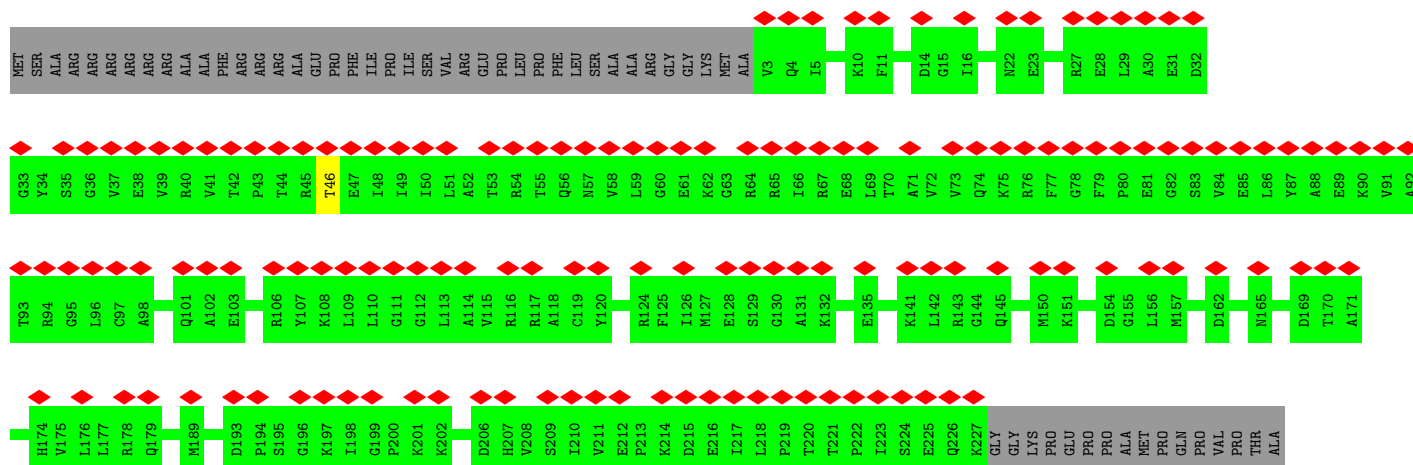 MET SER ALA ARG ARG ARG ARG ARG ARG ALA ALA PHE ARG ARG ARG ALA GLU PRO PHE ILE PRO ILE SER VAL ARG GLU PRO LEU PRO PHE LEU SER ALA ALA ARG GLY GLY LYS MET ALA V3 Q4 I5 K10 F11 D14 G15 I16 N22 E23 R27 E28 L29 A30 E31 D32
G33 Y34 S35 G36 V37 E38 V39 R40 V41 T42 P43 T44 R45 T46 E47 I48 I49 I50 L51 A52 T53 R54 T55 Q56 N57 V58 L59 G60 E61 K62 G63 R64 R65 I66 R67 E68 L69 T70 A71 V72 V73 Q74 K75 R76 F77 G78 F79 P80 E81 G82 S83 V84 E85 L86 Y87 A88 E89 K90 V91 A92
T93 R94 G95 L96 C97 A98 Q101 A102 E103 R106 Y107 K108 L109 L110 G111 G112 L113 A114 V115 R116 R117 A118 C119 Y120 R124 F125 I126 M127 E128 S129 G130 A131 K132 E135 K141 L142 R143 G144 Q145 M150 K151 D154 G155 L156 M157 D162 N165 D169 T170 A171
H174 V175 L176 L177 R178 Q179 M189 D193 P194 S195 G196 K197 I198 G199 P200 K201 K202 D206 H207 V208 S209 I210 V211 E212 P213 K214 D215 E216 I217 L218 P219 T220 T221 P222 I223 S224 E225 Q226 K227 GLY GLY LYS PRO GLU PRO PRO ALA MET PRO GLN PRO VAL PRO THR ALA